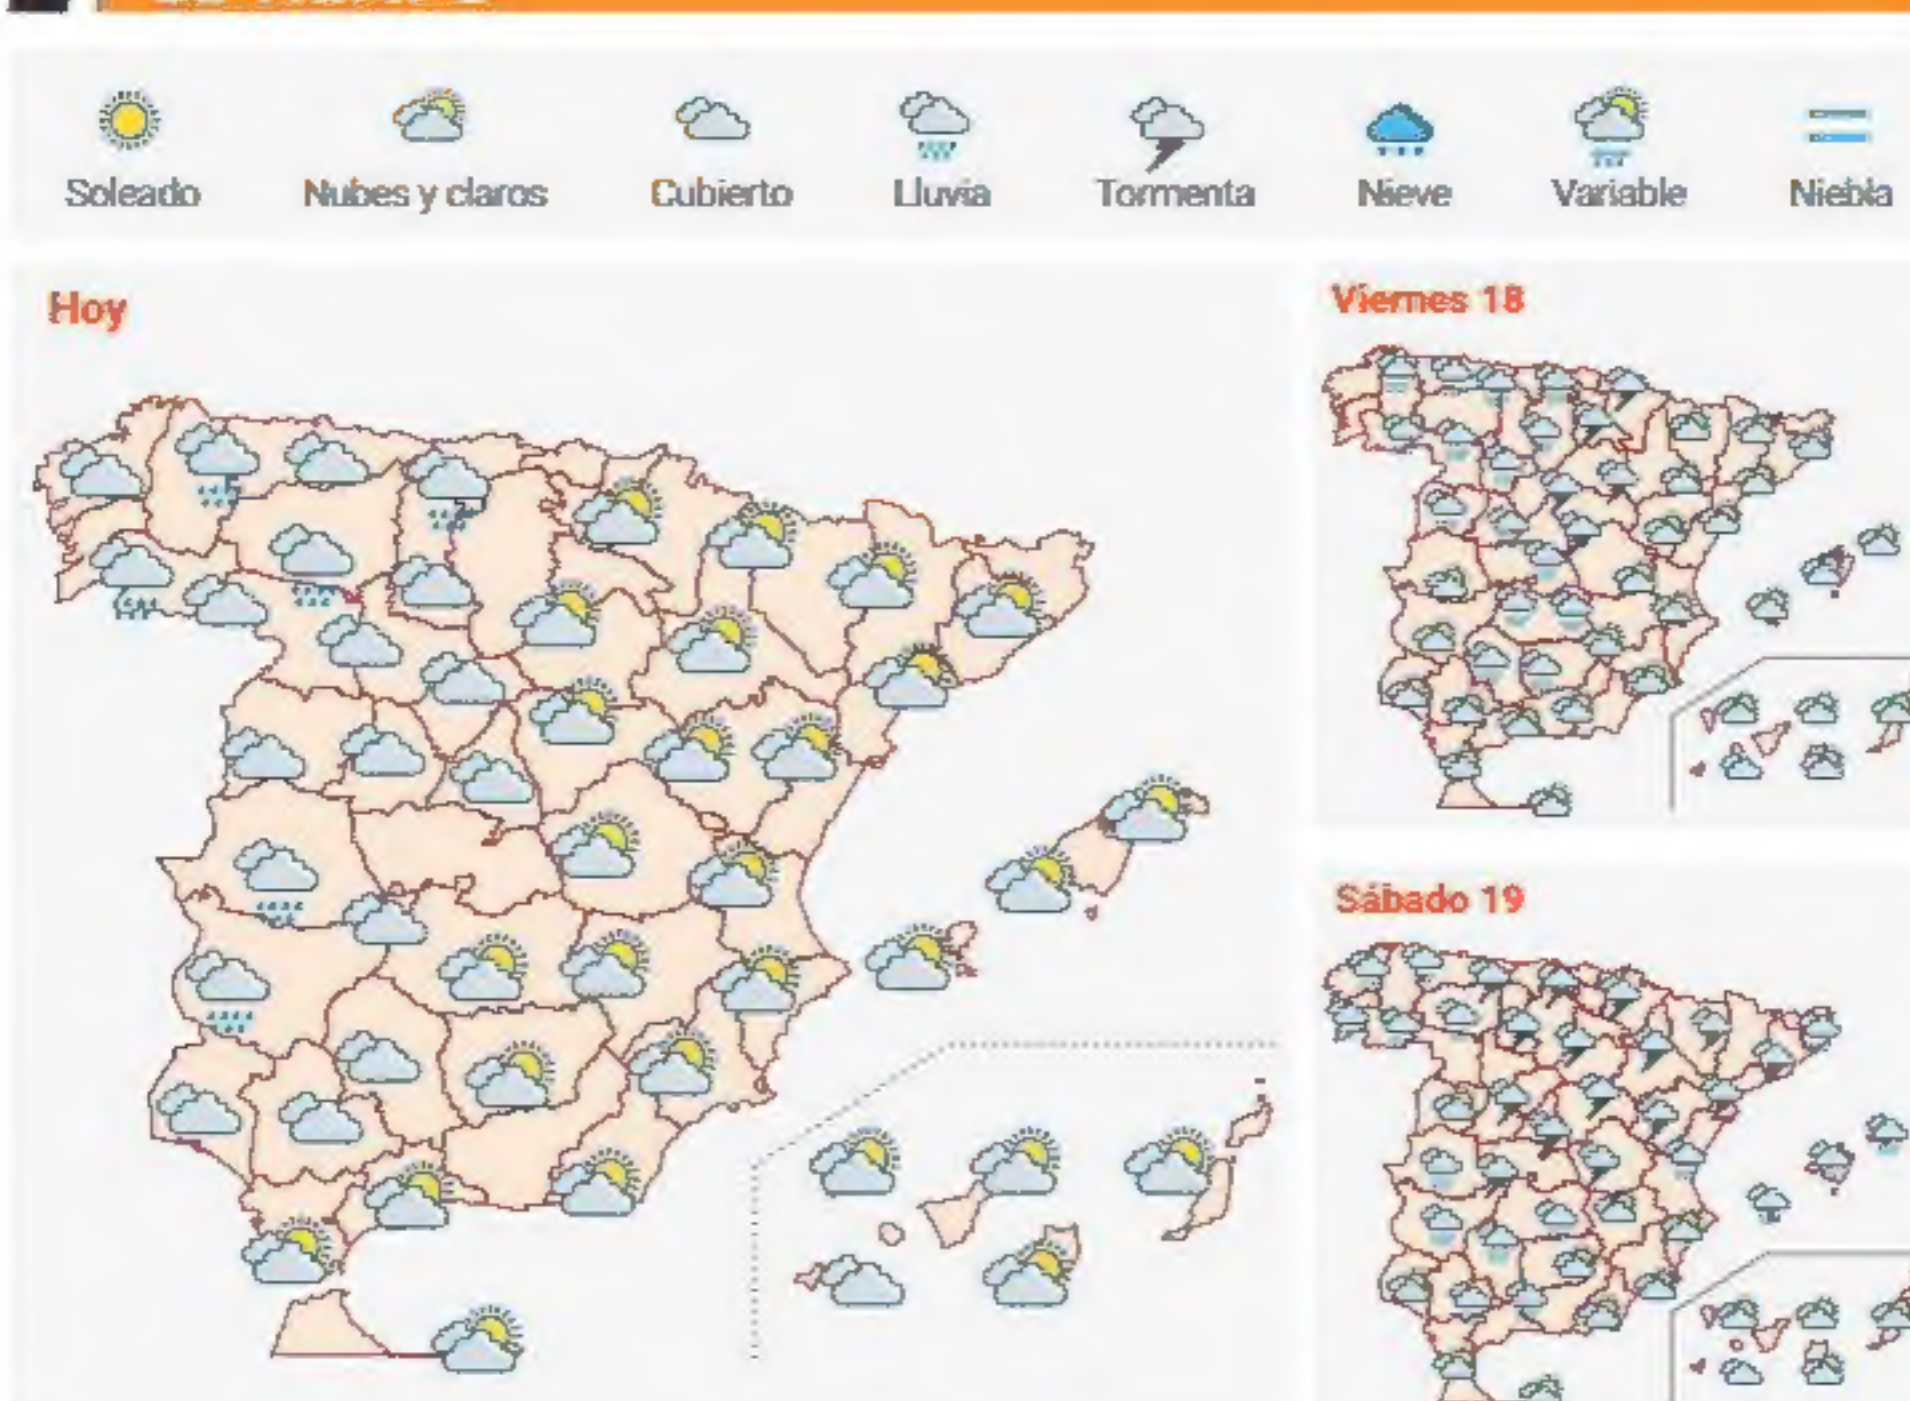 Soleado Nubes y claros Cubierto Lluvia Tormenta Nieve Variable Niebla
Hoy
Viernes 18
Sábado 19